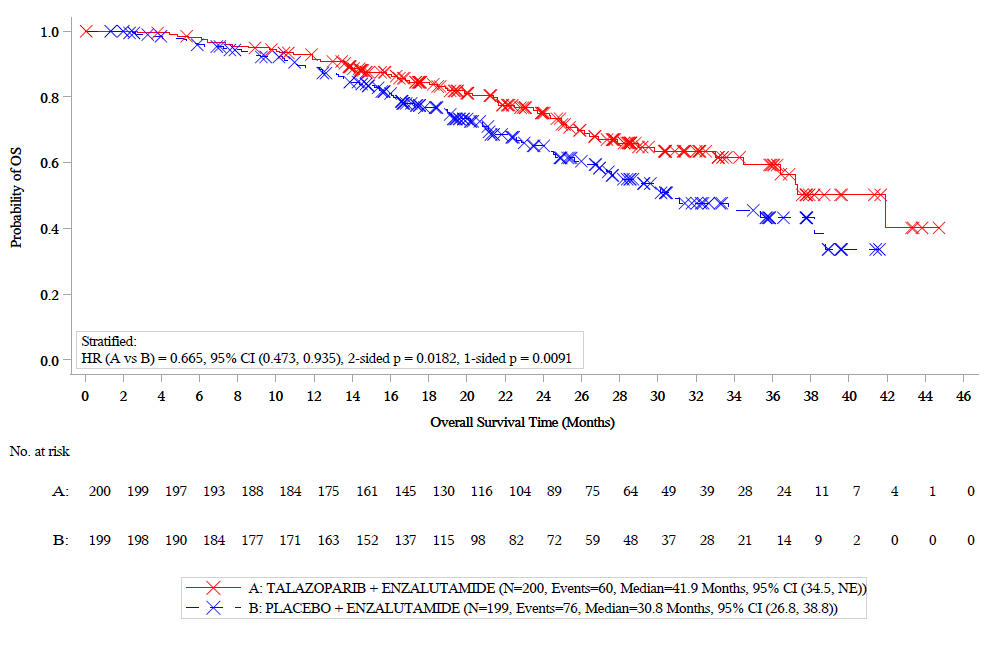 1.0
0.8
0.6
0.4
0.2
0.0
Probability of OS
Stratified:
HR (A vs B) = 0.665, 95% CI (0.473, 0.935), 2-sided p = 0.0182, 1-sided p = 0.0091
0 2 4 6 8 10 12 14 16 18 20 22 24 26 28 30 32 34 36 38 40 42 44 46
Overall Survival Time (Months)
No. at risk
A: 200 199 197 193 188 184 175 161 145 130 116 104 89 75 64 49 39 28 24 11 7 4 1 0
B: 199 198 190 184 177 171 163 152 137 115 98 82 72 59 48 37 28 21 14 9 2 0 0 0
A: TALAZOPARIB + ENZALUTAMIDE (N=200, Events=60, Median=41.9 Months, 95% CI (34.5, NE))
B: PLACEBO + ENZALUTAMIDE (N=199, Events=76, Median=30.8 Months, 95% CI (26.8, 38.8))